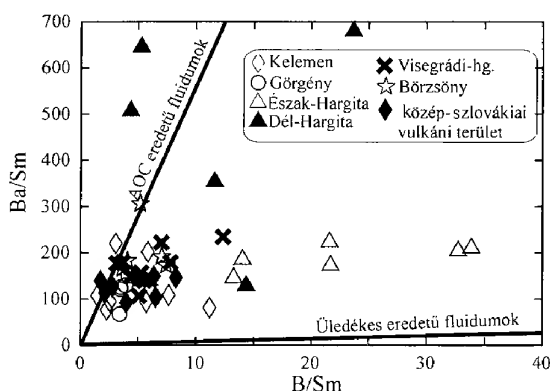 700
600
500
400
300
200
100
0
Ba/Sm
AOC eredetű fluidumok
Kelemen
Görgény
Észak-Hargita
Dél-Hargita
Visegrádi-hg.
Börzsöny
közép-szlovákiai
vulkáni terület
Üledékes eredetű fluidumok
0
10
20
30
40
B/Sm